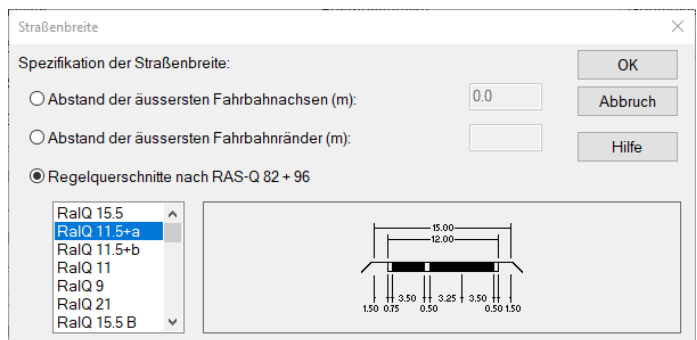 Straßenbreite
Spezifikation der Straßenbreite:
OK
Abstand der äussersten Fahrbahnachsen (m):
0.0
Abbruch
Abstand der äussersten Fahrbahnränder (m):
Hilfe
Regelquerschnitte nach RAS-Q 82 + 96
RalQ 15.5
RalQ 11.5+a
RalQ 11.5+b
RalQ 11
RalQ 9
RalQ 21
RalQ 15.5 B
15.00
12.00
3.50 3.25 3.50
1.50 0.75 0.50 0.50 1.50